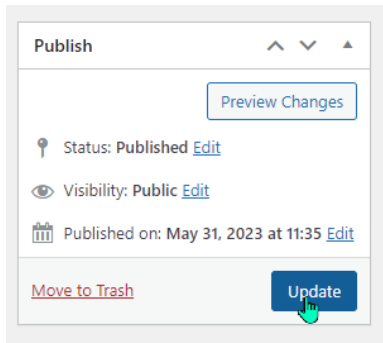 Publish
Preview Changes
Status: Published Edit
Visibility: Public Edit
Published on: May 31, 2023 at 11:35 Edit
Move to Trash
Update